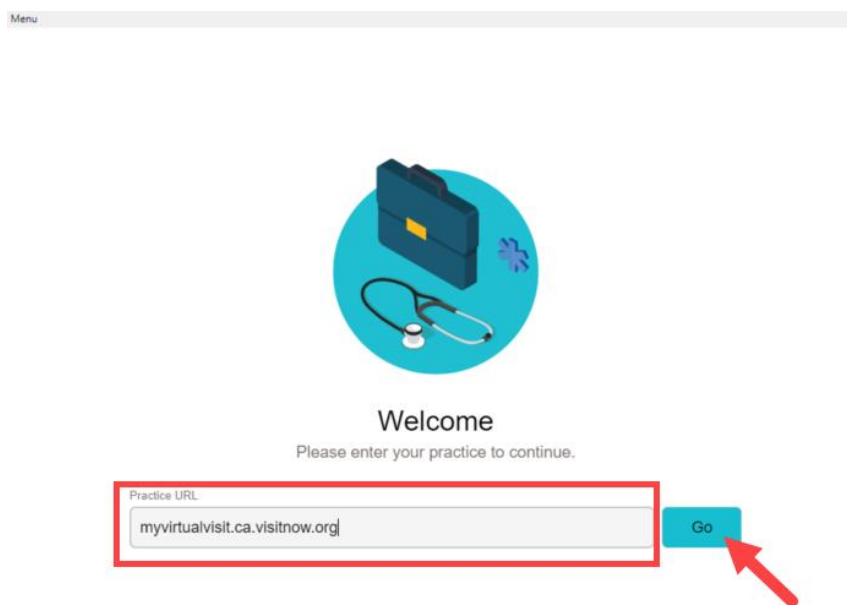 Menu
Welcome
Please enter your practice to continue.
Practice URL
myvirtualvisit.ca.visitnow.org
Go